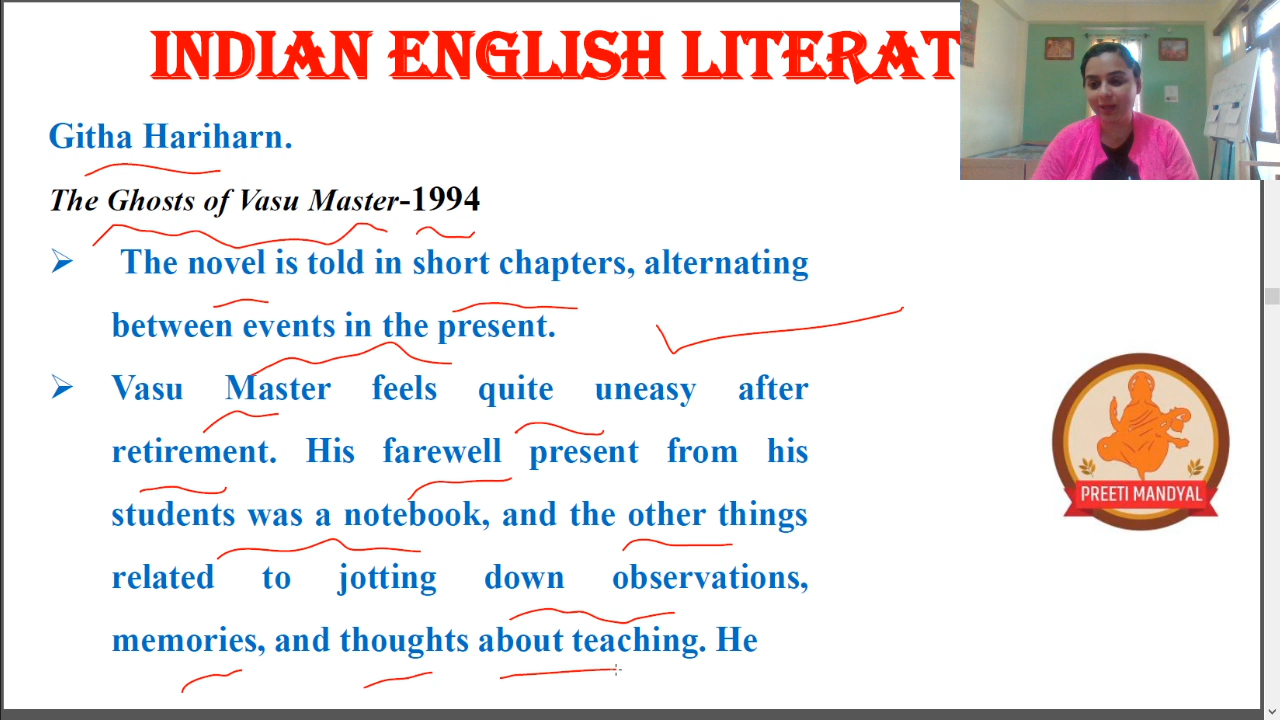 INDIAN ENGLISH LITERAT
Githa Hariharn.
The Ghosts of Vasu Master-1994
➢ The novel is told in short chapters, alternating
between events in the present.
➢ Vasu Master feels quite uneasy after
retirement. His farewell present from his
students was a notebook, and the other things
related to jotting down observations,
memories, and thoughts about teaching. He
PREETI MANDYAL